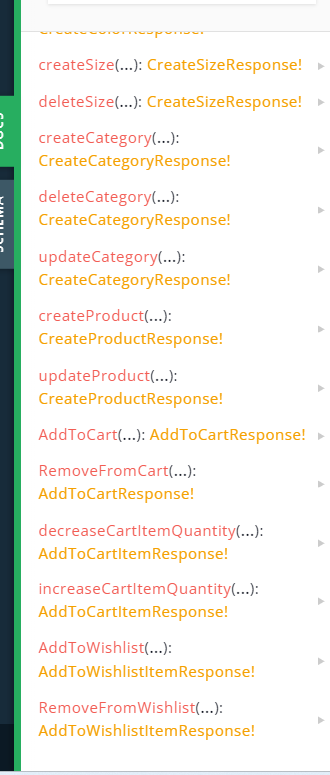 CreateColorResponse!
createSize(...): CreateSizeResponse!
deleteSize(...): CreateSizeResponse!
createCategory(...):
CreateCategoryResponse!
deleteCategory(...):
CreateCategoryResponse!
updateCategory(...):
CreateCategoryResponse!
createProduct(...):
CreateProductResponse!
updateProduct(...):
CreateProductResponse!
AddToCart(...): AddToCartResponse!
RemoveFromCart(...):
AddToCartResponse!
decreaseCartItemQuantity(...):
AddToCartItemResponse!
increaseCartItemQuantity(...):
AddToCartItemResponse!
AddToWishlist(...):
AddToWishlistItemResponse!
RemoveFromWishlist(...):
AddToWishlistItemResponse!
DOCS
SCHEMA